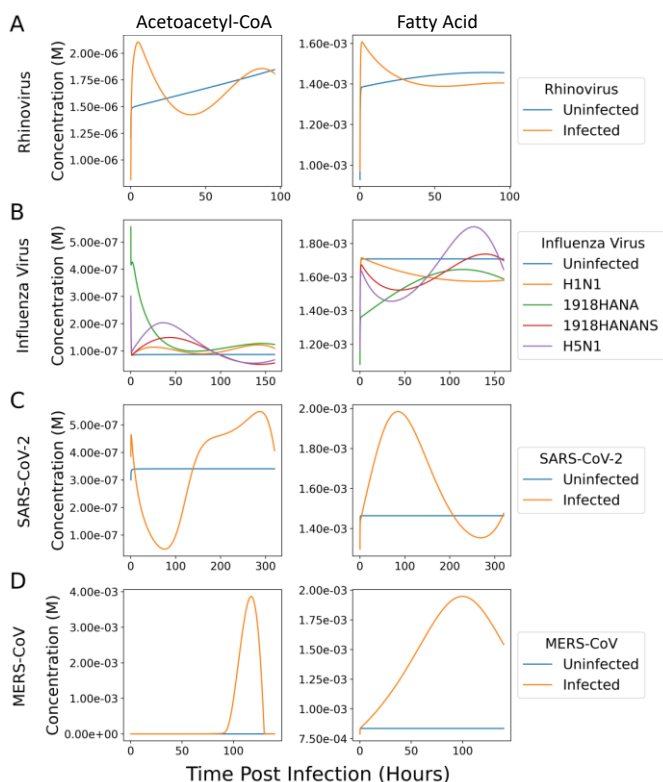 Acetoacetyl-CoA Fatty Acid
A
Rhinovirus
Concentration (M)
2.00e-06
1.75e-06
1.50e-06
1.25e-06
1.00e-06
0 50 100
1.60e-03
1.40e-03
1.20e-03
1.00e-03
0 50 100
Rhinovirus
Uninfected
Infected
B
Influenza Virus
Concentration (M)
5.00e-07
4.00e-07
3.00e-07
2.00e-07
1.00e-07
0 50 100 150
1.80e-03
1.60e-03
1.40e-03
1.20e-03
0 50 100 150
Influenza Virus
Uninfected
H1N1
1918HANA
1918HANANS
H5N1
C
SARS-CoV-2
Concentration (M)
5.00e-07
4.00e-07
3.00e-07
2.00e-07
1.00e-07
0 100 200 300
2.00e-03
1.80e-03
1.60e-03
1.40e-03
0 100 200 300
SARS-CoV-2
Uninfected
Infected
D
MERS-CoV
Concentration (M)
4.00e-03
3.00e-03
2.00e-03
1.00e-03
0.00e+00
0 50 100
2.00e-03
1.75e-03
1.50e-03
1.25e-03
1.00e-03
7.50e-04
0 100
MERS-CoV
Uninfected
Infected
Time Post Infection (Hours)